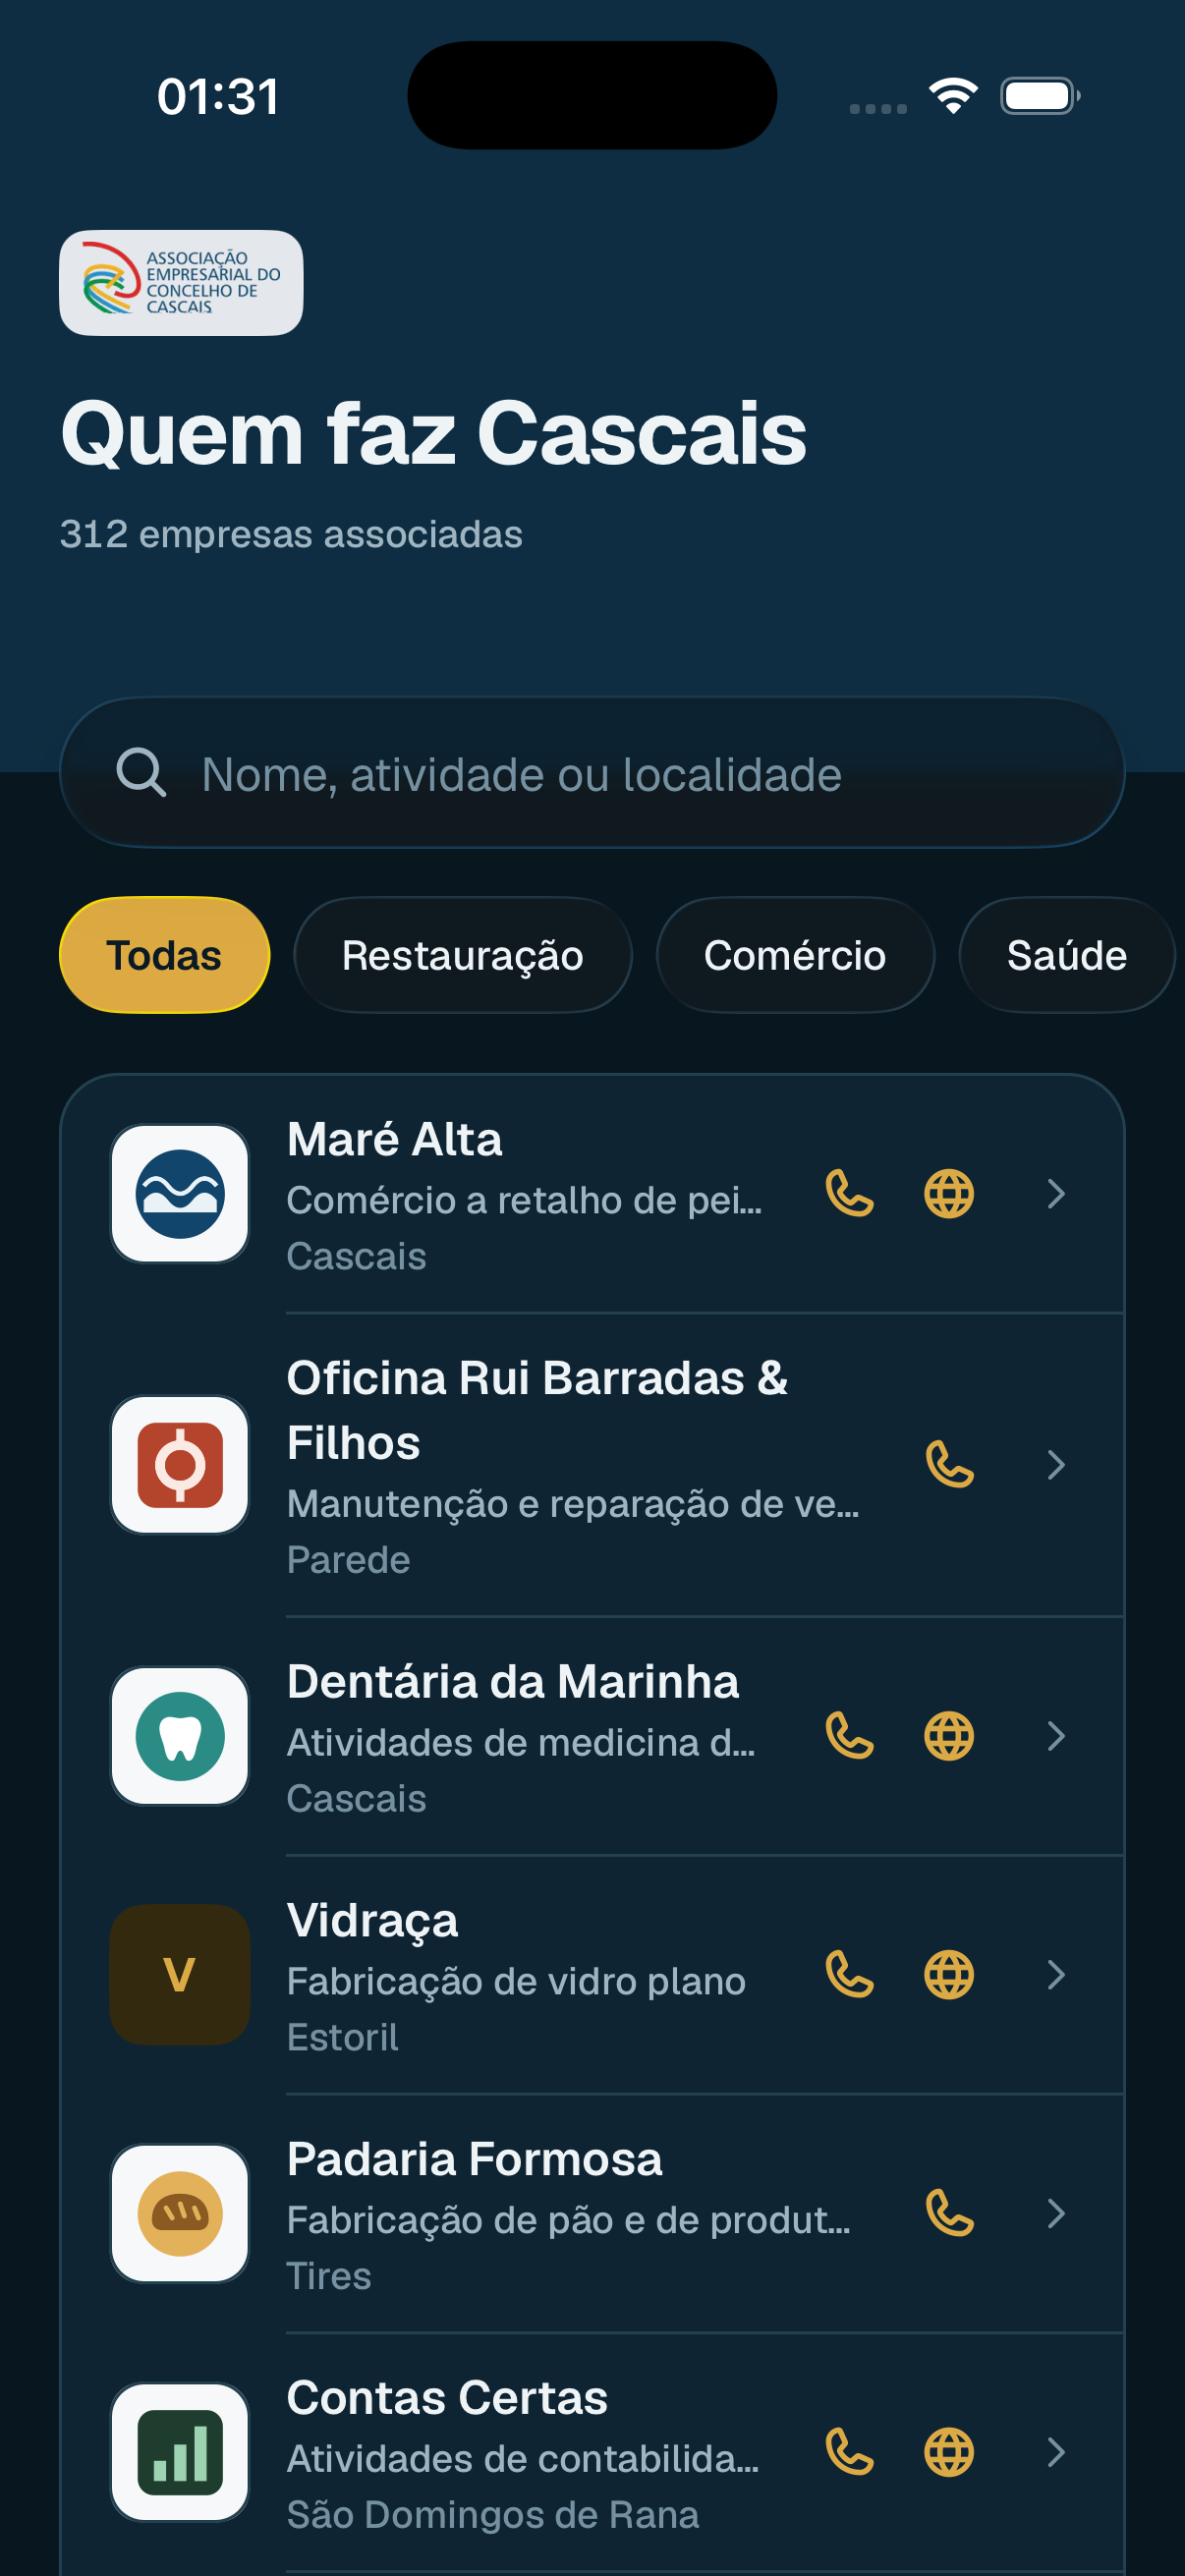 01:31
ASSOCIAÇÃO
EMPRESARIAL DO
CONCELHO DE
CASCAIS
Quem faz Cascais
312 empresas associadas
Nome, atividade ou localidade
Todas Restauração Comércio Saúde
Maré Alta
Comércio a retalho de pei...
Cascais
Oficina Rui Barradas &
Filhos
Manutenção e reparação de ve...
Parede
Dentária da Marinha
Atividades de medicina d...
Cascais
V
Vidraça
Fabricação de vidro plano
Estoril
Padaria Formosa
Fabricação de pão e de produt...
Tires
Contas Certas
Atividades de contabilida...
São Domingos de Rana